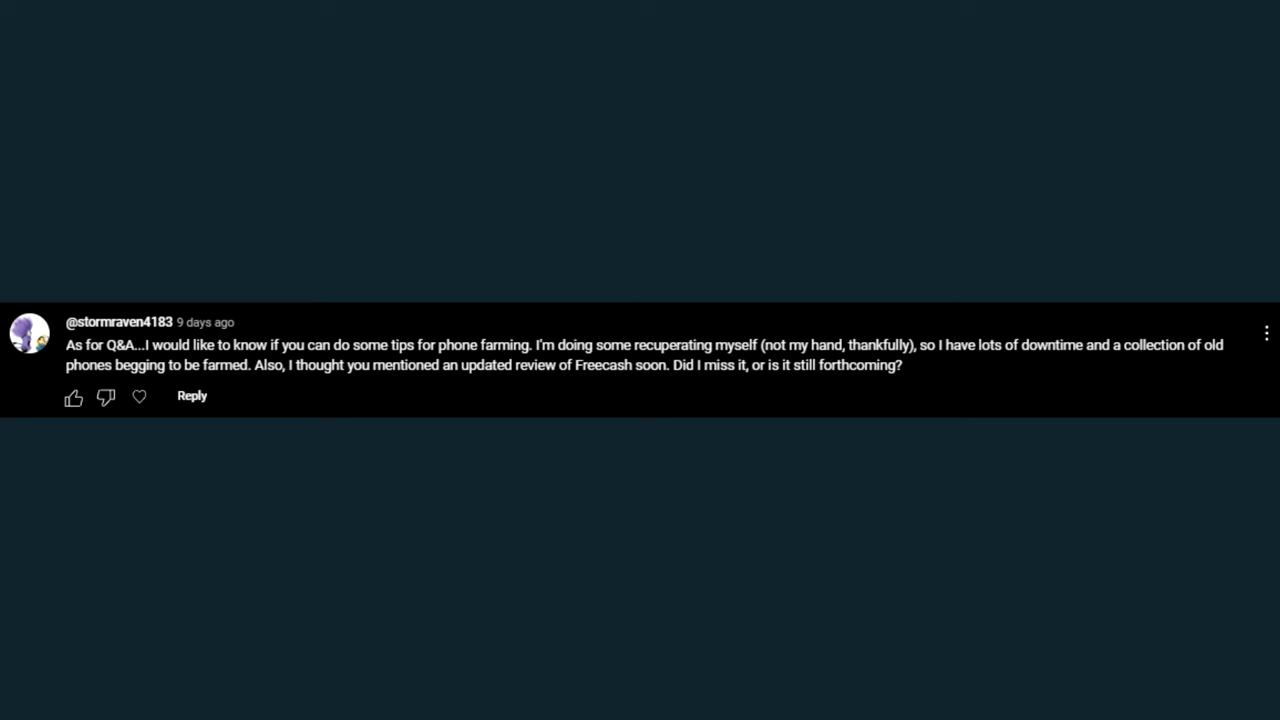 @stormraven4183 9 days ago
As for Q&A...I would like to know if you can do some tips for phone farming. I'm doing some recuperating myself (not my hand, thankfully), so I have lots of downtime and a collection of old
phones begging to be farmed. Also, I thought you mentioned an updated review of Freecash soon. Did I miss it, or is it still forthcoming?
Reply